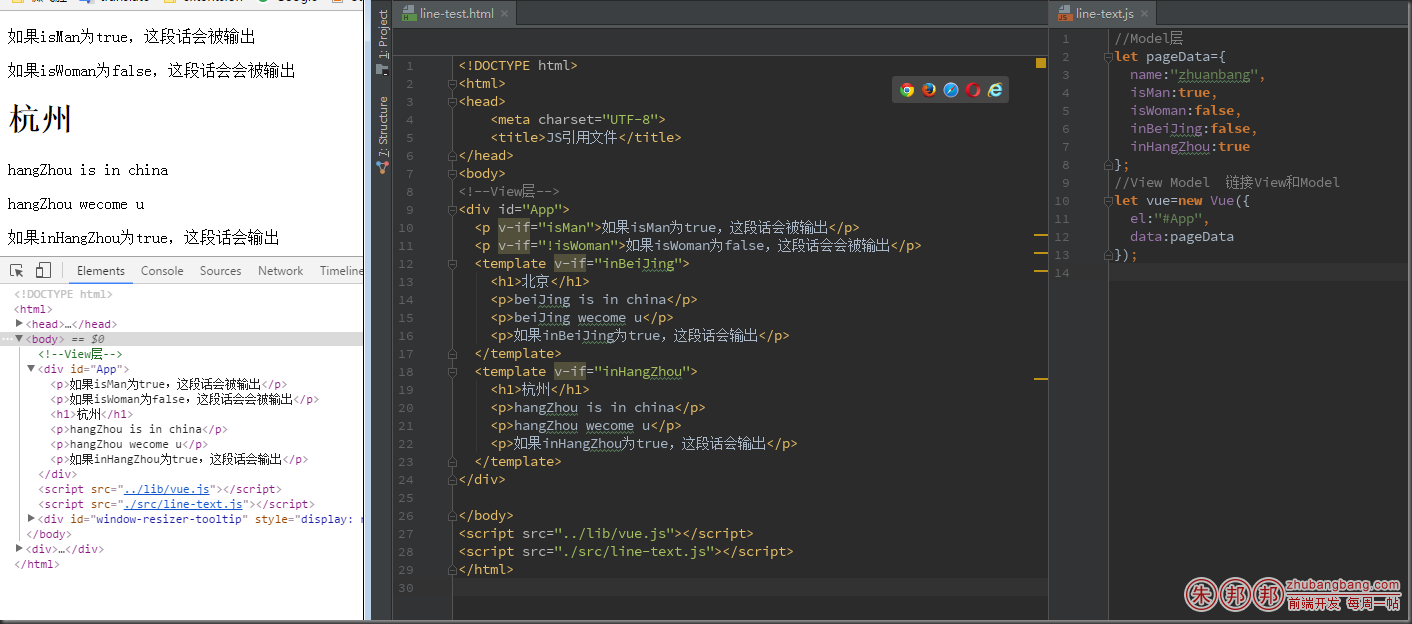 如果isMan为true，这段话会被输出
如果isWoman为false，这段话会会被输出
杭州
hangZhou is in china
hangZhou wecome u
如果inHangZhou为true，这段话会输出
Elements Console Sources Network Timeline
<!DOCTYPE html>
<html>
<head>…</head>
<body> == $0
<!--View层-->
<div id="App">
<p>如果isMan为true，这段话会被输出</p>
<p>如果isWoman为false，这段话会会被输出</p>
<h1>杭州</h1>
<p>hangZhou is in china</p>
<p>hangZhou wecome u</p>
<p>如果inHangZhou为true，这段话会输出</p>
</div>
<script src="../lib/vue.js"></script>
<script src="./src/line-text.js"></script>
<div id="window-resizer-tooltip" style="display:
</body>
<div>…</div>
</html>
1: Project
7: Structure
line-test.html
1 <!DOCTYPE html>
2 <html>
3 <head>
4 <meta charset="UTF-8">
5 <title>JS引用文件</title>
6 </head>
7 <body>
8 <!--View层-->
9 <div id="App">
10 <p v-if="isMan">如果isMan为true，这段话会被输出</p>
11 <p v-if="!isWoman">如果isWoman为false，这段话会会被输出</p>
12 <template v-if="inBeiJing">
13 <h1>北京</h1>
14 <p>beiJing is in china</p>
15 <p>beiJing wecome u</p>
16 <p>如果inBeiJing为true，这段话会输出</p>
17 </template>
18 <template v-if="inHangZhou">
19 <h1>杭州</h1>
20 <p>hangZhou is in china</p>
21 <p>hangZhou wecome u</p>
22 <p>如果inHangZhou为true，这段话会输出</p>
23 </template>
24 </div>
25
26 </body>
27 <script src="../lib/vue.js"></script>
28 <script src="./src/line-text.js"></script>
29 </html>
30
line-text.js
1 //Model层
2 let pageData={
3 name:"zhuanbang",
4 isMan:true,
5 isWoman:false,
6 inBeiJing:false,
7 inHangZhou:true
8 };
9 //View Model 链接View和Model
10 let vue=new Vue({
11 el:"#App",
12 data:pageData
13 });
14
朱邦邦
zhubangbang.com
前端开发 每周一帖